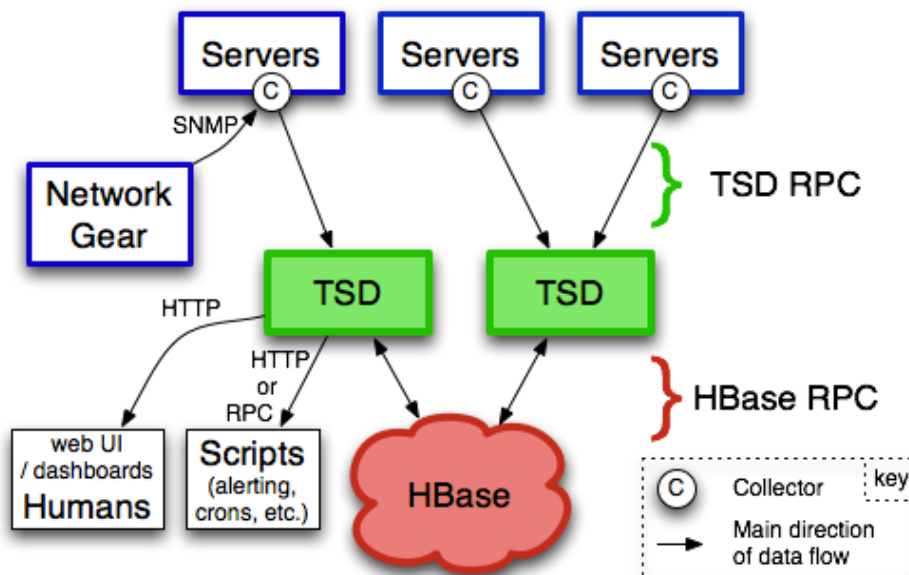 Servers
Servers
Servers
C
C
C
SNMP
Network
Gear
TSD RPC
TSD
TSD
HTTP
HTTP
or
RPC
HBase RPC
web UI
/ dashboards
Humans
Scripts
(alerting,
crons, etc.)
HBase
key
C
Collector
Main direction
of data flow